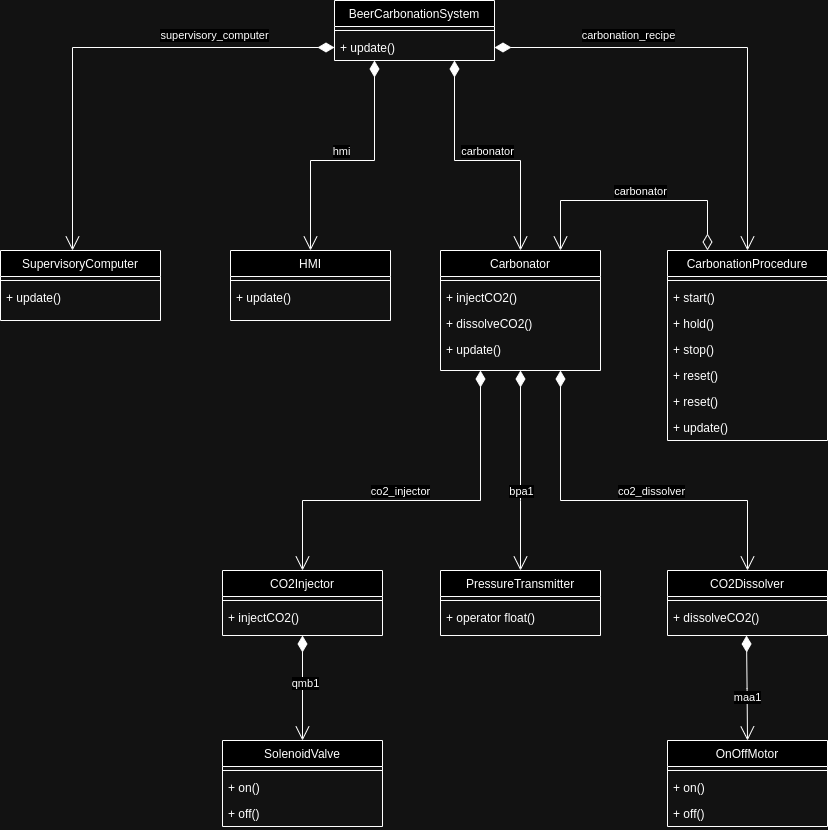 BeerCarbonationSystem
+ update()
supervisory_computer
carbonation_recipe
hmi
carbonator
carbonator
SupervisoryComputer
+ update()
HMI
+ update()
Carbonator
+ injectCO2()
+ dissolveCO2()
+ update()
CarbonationProcedure
+ start()
+ hold()
+ stop()
+ reset()
+ reset()
+ update()
co2_injector
bpa1
co2_dissolver
CO2Injector
+ injectCO2()
PressureTransmitter
+ operator float()
CO2Dissolver
+ dissolveCO2()
qmb1
maa1
SolenoidValve
+ on()
+ off()
OnOffMotor
+ on()
+ off()